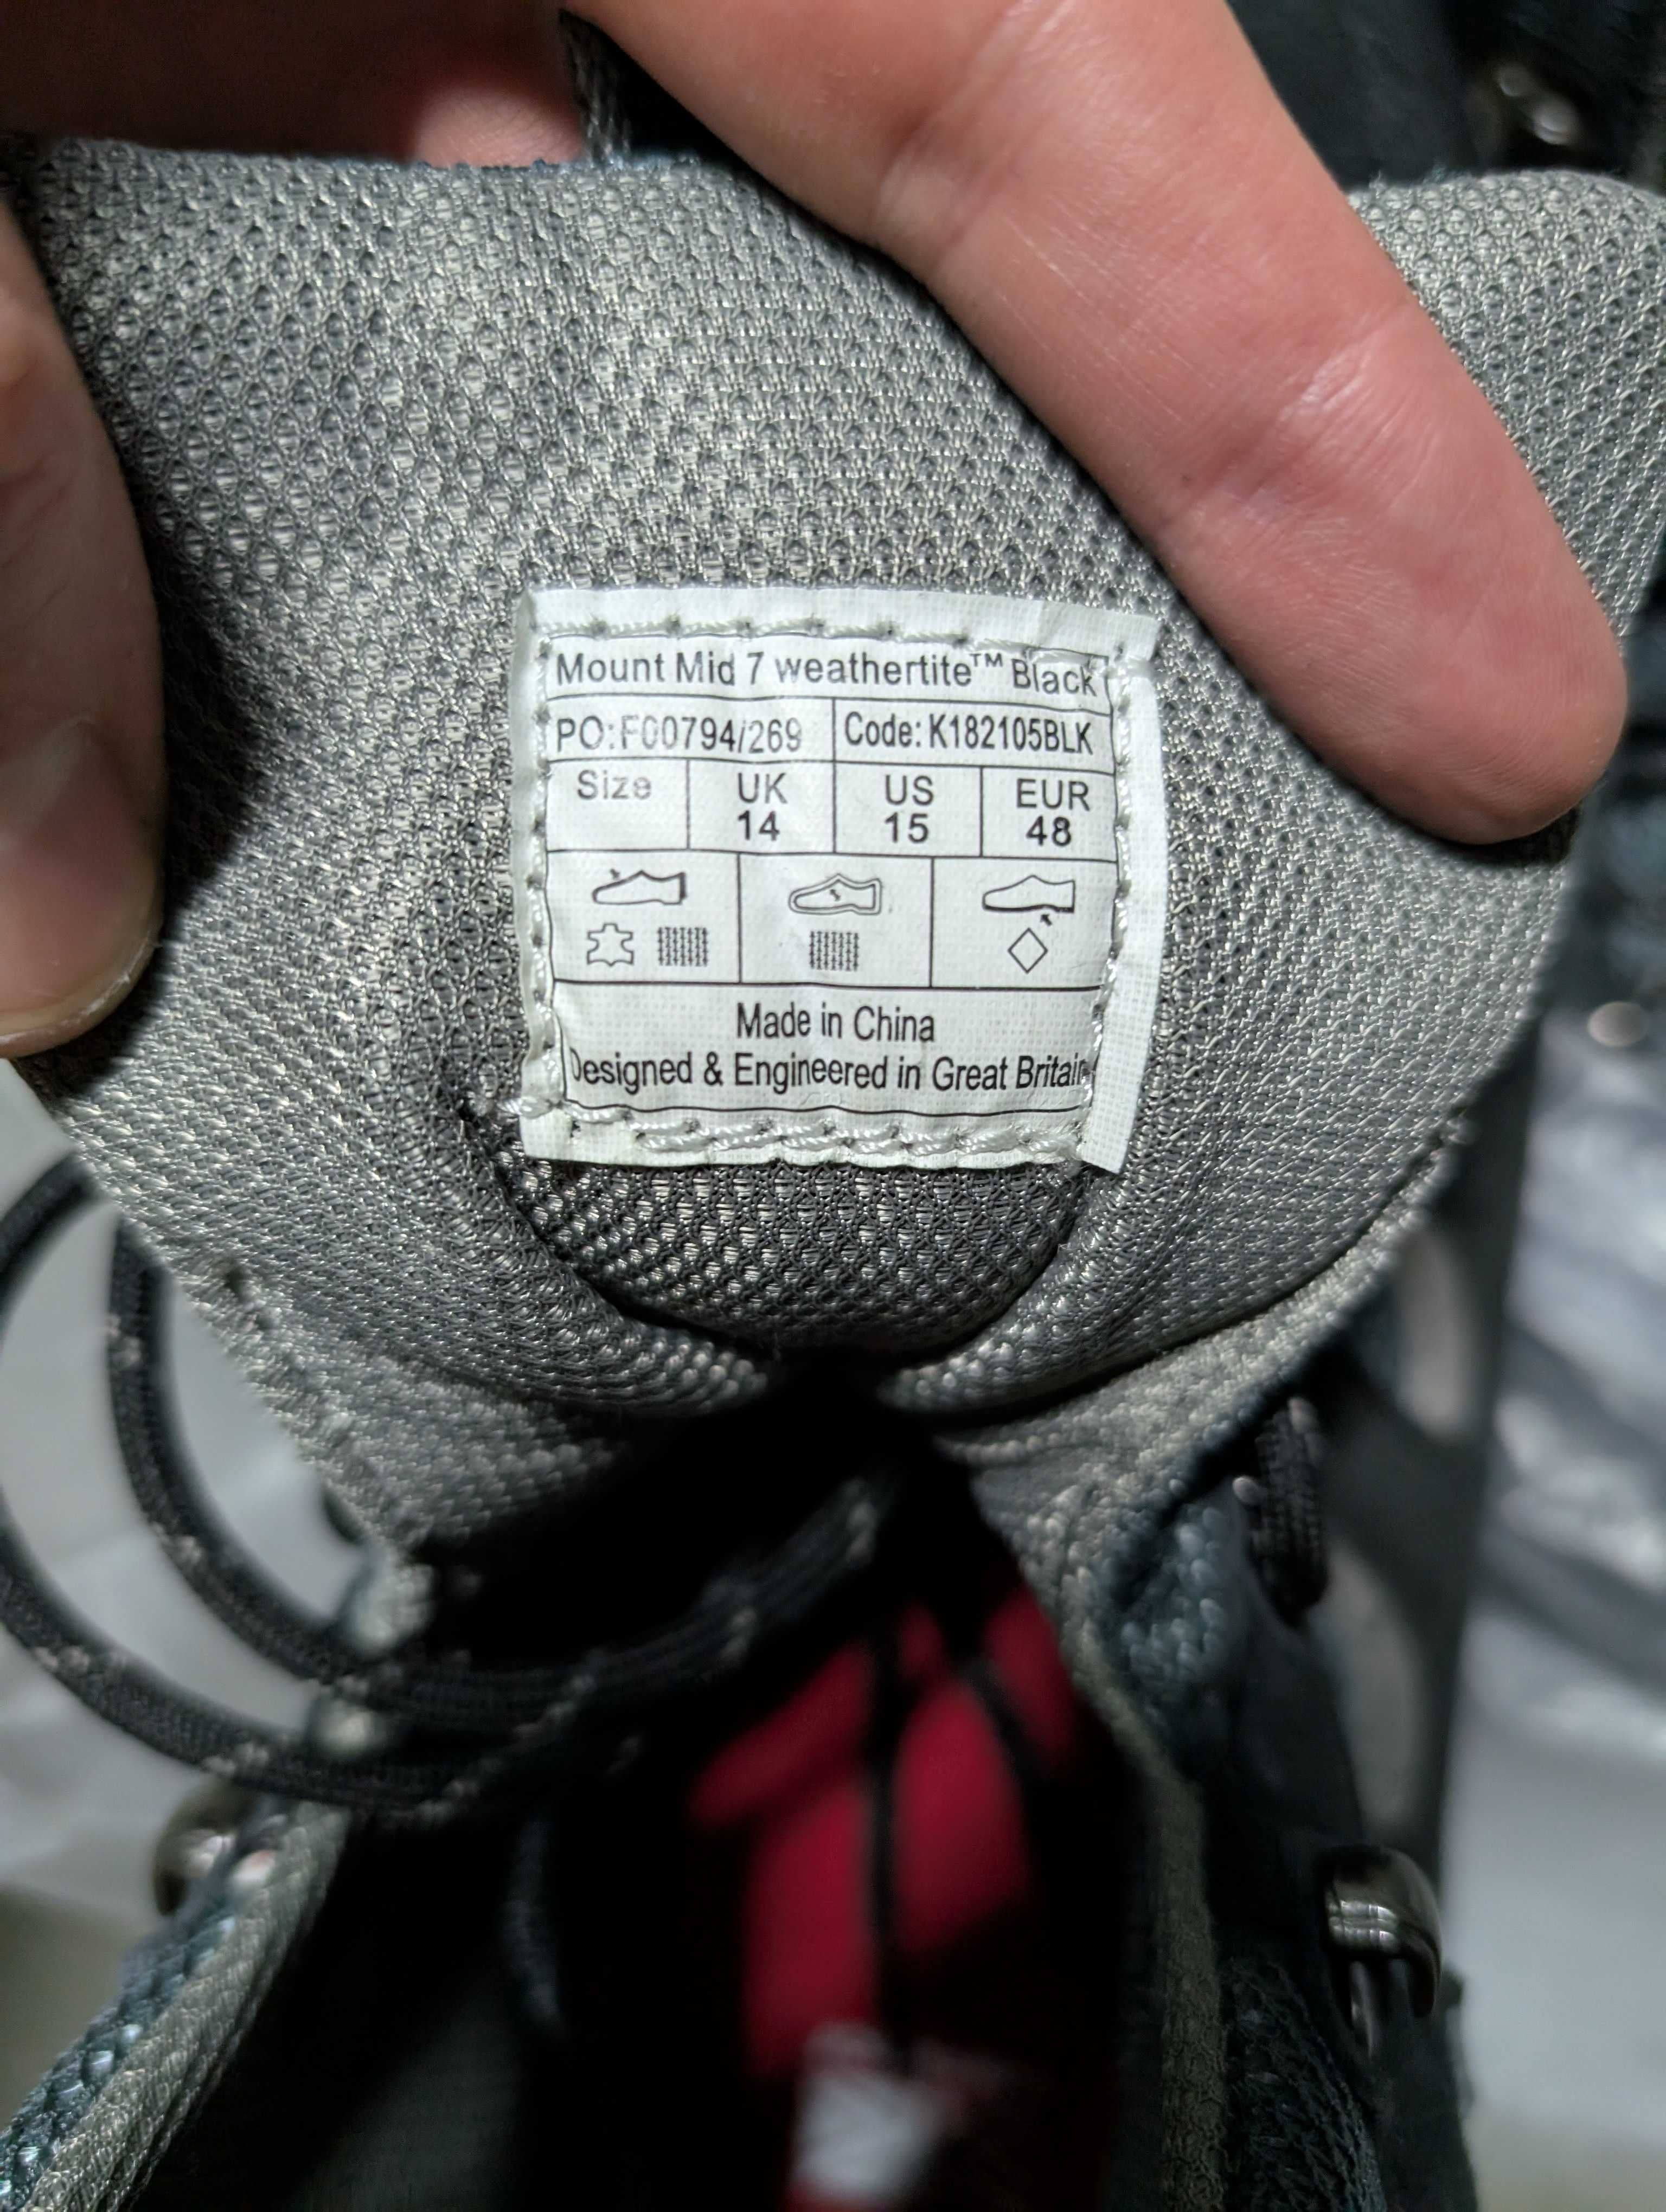 Mount Mid 7 weathertite™ Black
PO:F00794/269 Code:K182105BLK
Size UK US EUR
14 15 48
Made in China
Designed & Engineered in Great Britain